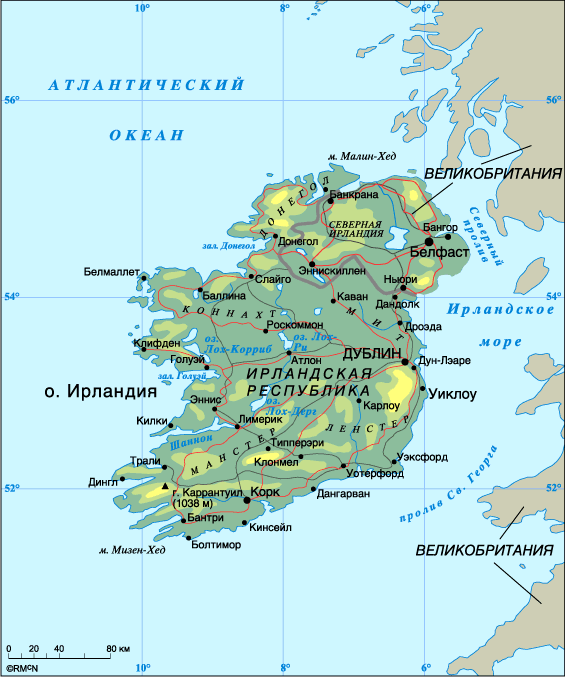 10° 8° 6°
АТЛАНТИЧЕСКИЙ
56° 56°
ОКЕАН
м. Малин-Хед
ВЕЛИКОБРИТАНИЯ
ДОНЕГОЛ
Банкрана
СЕВЕРНАЯ
ИРЛАНДИЯ
Бангор
Северный
пролив
зал. Донегол
Донегол
Белфаст
Эннискиллен
Белмаллет
Слайго
Ньюри
54° 54°
Баллина
Каван
Дандолк
Ирландское
море
КОННАХТ
МИТ
Роскоммон
Дроэда
Клифден
оз.
Лох-Корриб
оз. Лох-
Ри
Голуэй
Атлон
ДУБЛИН
Дун-Лэаре
зал. Голуэй
ИРЛАНДСКАЯ
РЕСПУБЛИКА
о. Ирландия
Уиклоу
Эннис
оз.
Лох-Дерг
Карлоу
Килки
Лимерик
ЛЕНСТЕР
Шаннон
МАНСТЕР
Типперэри
Трали
Клонмел
Уэксфорд
Дингл
Уотерфорд
52° 52°
г. Каррантуил
(1038 м)
Корк
Дангарван
пролив Св. Георга
Бантри
Кинсейл
м. Мизен-Хед
Болтимор
ВЕЛИКОБРИТАНИЯ
0 20 40 80 км
©RMCN
10° 8° 6°